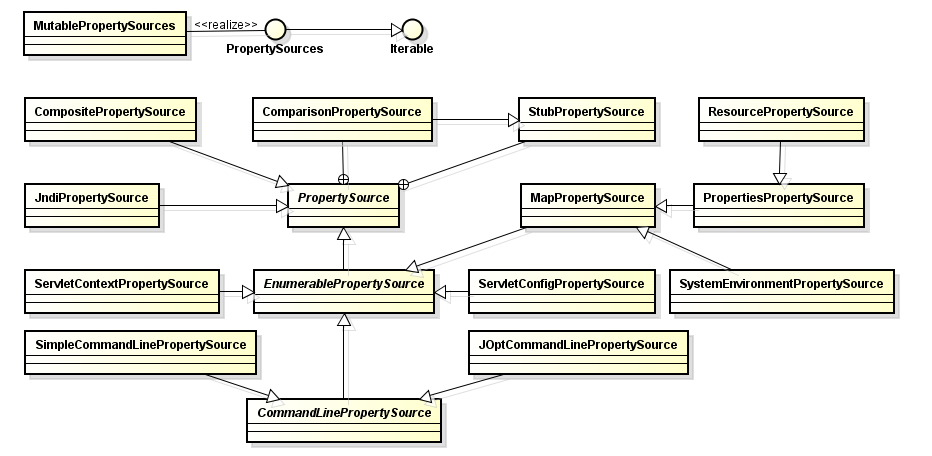 MutablePropertySources
<<realize>>
PropertySources
Iterable
CompositePropertySource
ComparisonPropertySource
StubPropertySource
ResourcePropertySource
JndiPropertySource
PropertySource
MapPropertySource
PropertiesPropertySource
ServletContextPropertySource
EnumerablePropertySource
ServletConfigPropertySource
SystemEnvironmentPropertySource
SimpleCommandLinePropertySource
JOptCommandLinePropertySource
CommandLinePropertySource